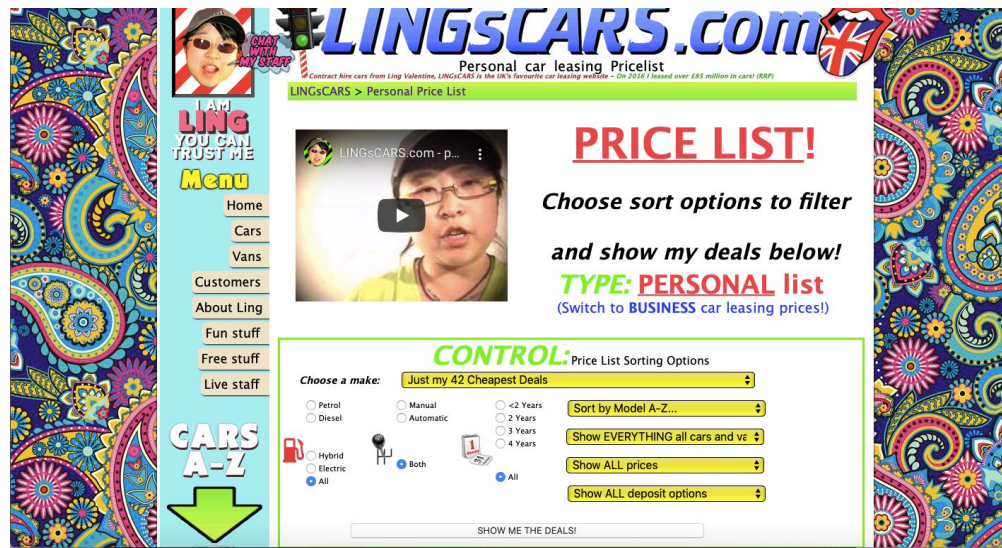 LINGsCARS.com
CHAT WITH MY STAFF
Personal car leasing Pricelist
Contract hire cars from Ling Valentine, LINGsCARS is the UK's favourite car leasing website - On 2016 I leased over £85 million in cars! (RRP)
LINGsCARS > Personal Price List
I AM
LING
YOU CAN
TRUST ME
Menu
Home
Cars
Vans
Customers
About Ling
Fun stuff
Free stuff
Live staff
CARS
A-Z
LINGsCARS.com - p...
PRICE LIST!
Choose sort options to filter
and show my deals below!
TYPE: PERSONAL list
(Switch to BUSINESS car leasing prices!)
CONTROL: Price List Sorting Options
Choose a make: Just my 42 Cheapest Deals
Petrol
Diesel
Hybrid
Electric
All
Manual
Automatic
Both
1
<2 Years
2 Years
3 Years
4 Years
All
Sort by Model A-Z...
Show EVERYTHING all cars and va
Show ALL prices
Show ALL deposit options
SHOW ME THE DEALS!